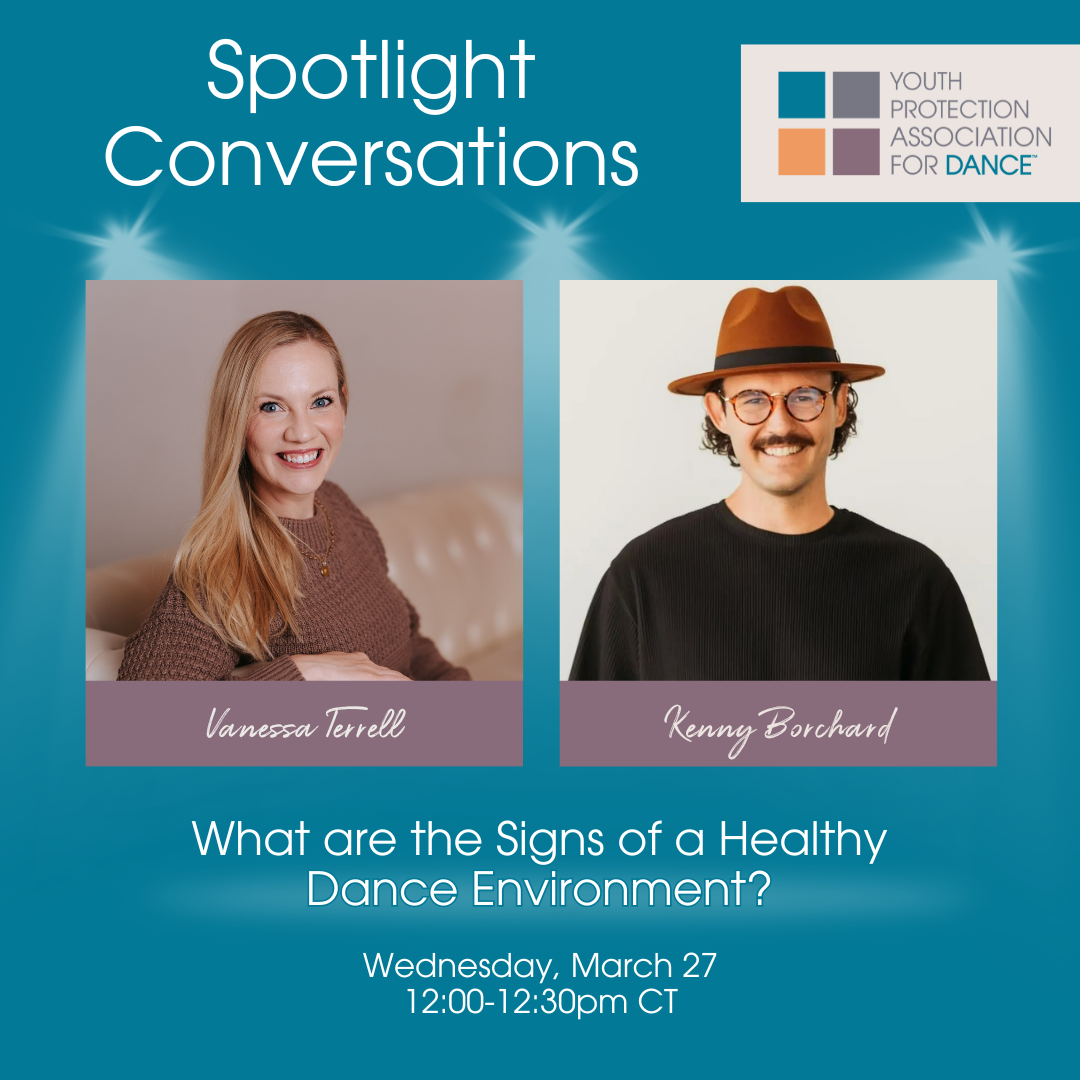 Spotlight
Conversations
YOUTH
PROTECTION
ASSOCIATION
FOR DANCE™
Vanessa Terrell
Kenny Borchard
What are the Signs of a Healthy
Dance Environment?
Wednesday, March 27
12:00-12:30pm CT